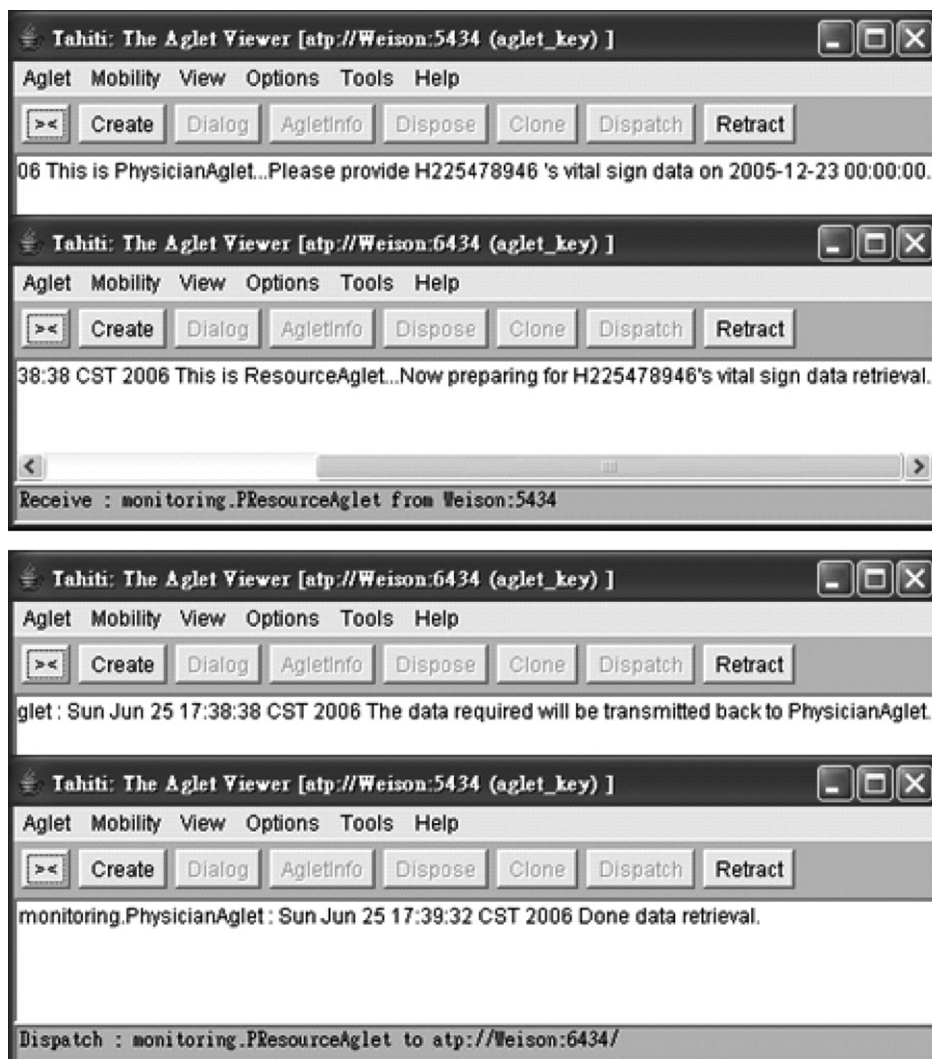 Tahiti: The Aglet Viewer [atp://Weison:5434 (aglet_key) ]
Aglet Mobility View Options Tools Help
>< Create Dialog AgletInfo Dispose Clone Dispatch Retract
06 This is PhysicianAglet...Please provide H225478946 's vital sign data on 2005-12-23 00:00:00.
Tahiti: The Aglet Viewer [atp://Weison:6434 (aglet_key) ]
Aglet Mobility View Options Tools Help
>< Create Dialog AgletInfo Dispose Clone Dispatch Retract
38:38 CST 2006 This is ResourceAglet...Now preparing for H225478946's vital sign data retrieval.
Receive : monitoring.PResourceAglet from Weison:5434
Tahiti: The Aglet Viewer [atp://Weison:6434 (aglet_key) ]
Aglet Mobility View Options Tools Help
>< Create Dialog AgletInfo Dispose Clone Dispatch Retract
glet : Sun Jun 25 17:38:38 CST 2006 The data required will be transmitted back to PhysicianAglet.
Tahiti: The Aglet Viewer [atp://Weison:5434 (aglet_key) ]
Aglet Mobility View Options Tools Help
>< Create Dialog AgletInfo Dispose Clone Dispatch Retract
monitoring.PhysicianAglet : Sun Jun 25 17:39:32 CST 2006 Done data retrieval.
Dispatch : monitoring.PResourceAglet to atp://Weison:6434/